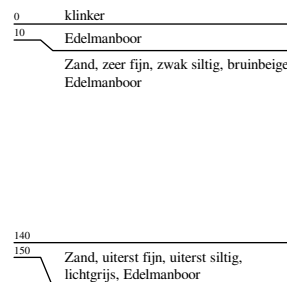 0 klinker
10 Edelmanboor
Zand, zeer fijn, zwak siltig, bruinbeige
Edelmanboor
140
150 Zand, uiterst fijn, uiterst siltig,
lichtgrijs, Edelmanboor